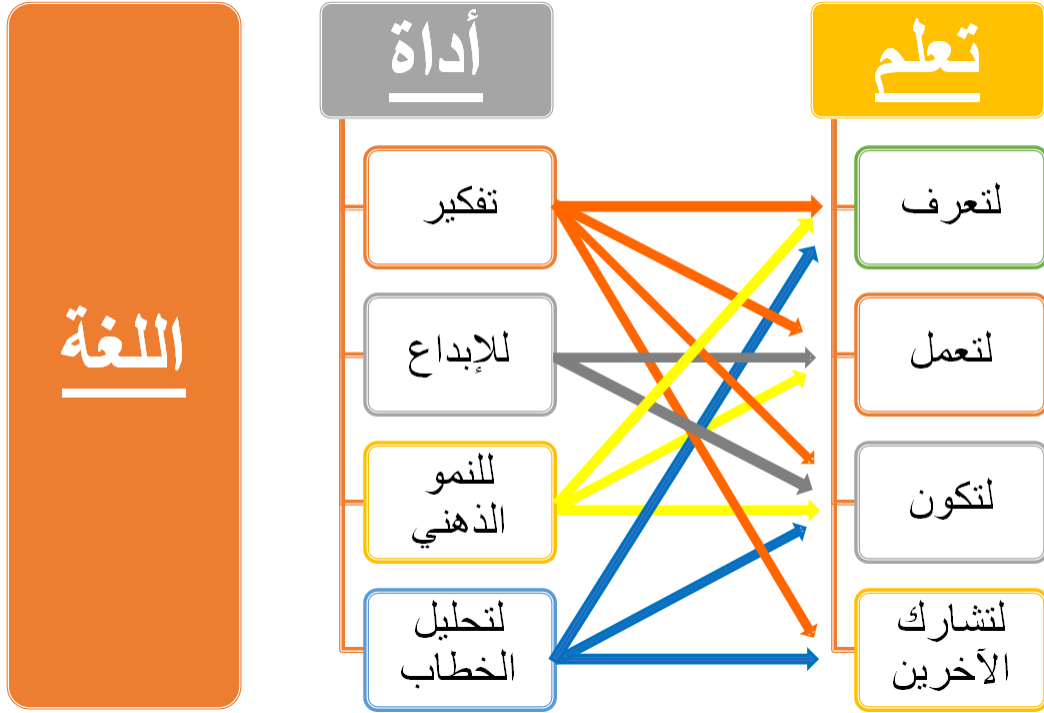 تعلم
لتعرف
لتعمل
لتكون
لتشارك
الآخرين
أداة
تفكير
للإبداع
للنمو
الذهني
لتحليل
الخطاب
اللغة